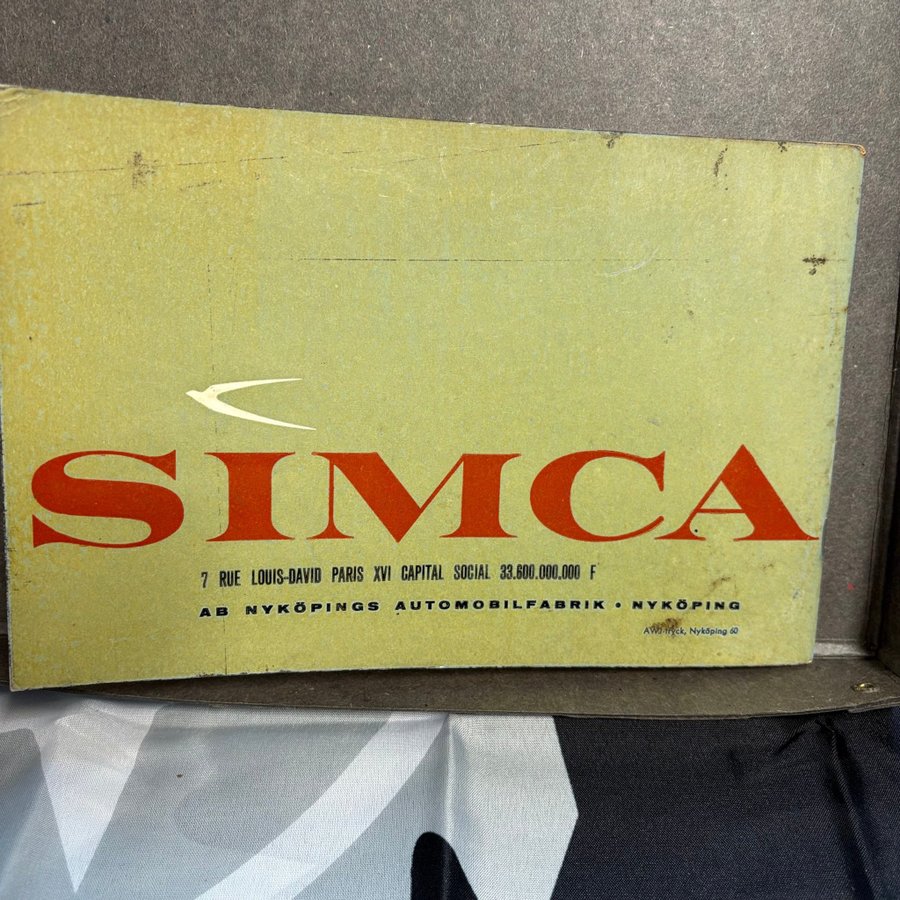 SIMCA
7 RUE LOUIS-DAVID PARIS XVI CAPITAL SOCIAL 33.600.000.000 F
AB NYKÖPINGS AUTOMOBILFABRIK • NYKÖPING
Nyköping 60